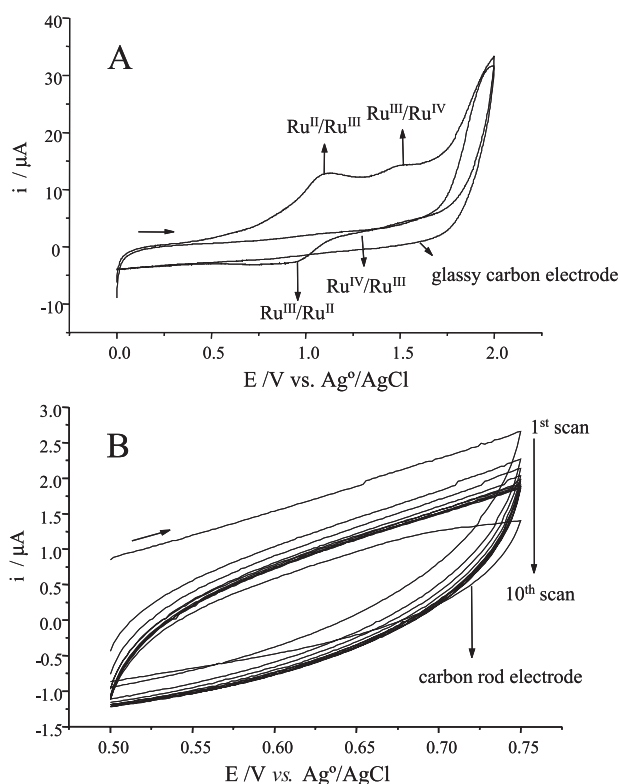 40
A
30
Ru^III/Ru^IV
Ru^II/Ru^III
20
i / μA
10
0
glassy carbon electrode
Ru^IV/Ru^III
-10
Ru^III/Ru^II
0.0 0.5 1.0 1.5 2.0
E /V vs. Ag°/AgCl
3.0
B
1st scan
2.5
2.0
1.5
i / μA
1.0
0.5
10th scan
0.0
-0.5
carbon rod electrode
-1.0
-1.5
0.50 0.55 0.60 0.65 0.70 0.75
E /V vs. Ag°/AgCl